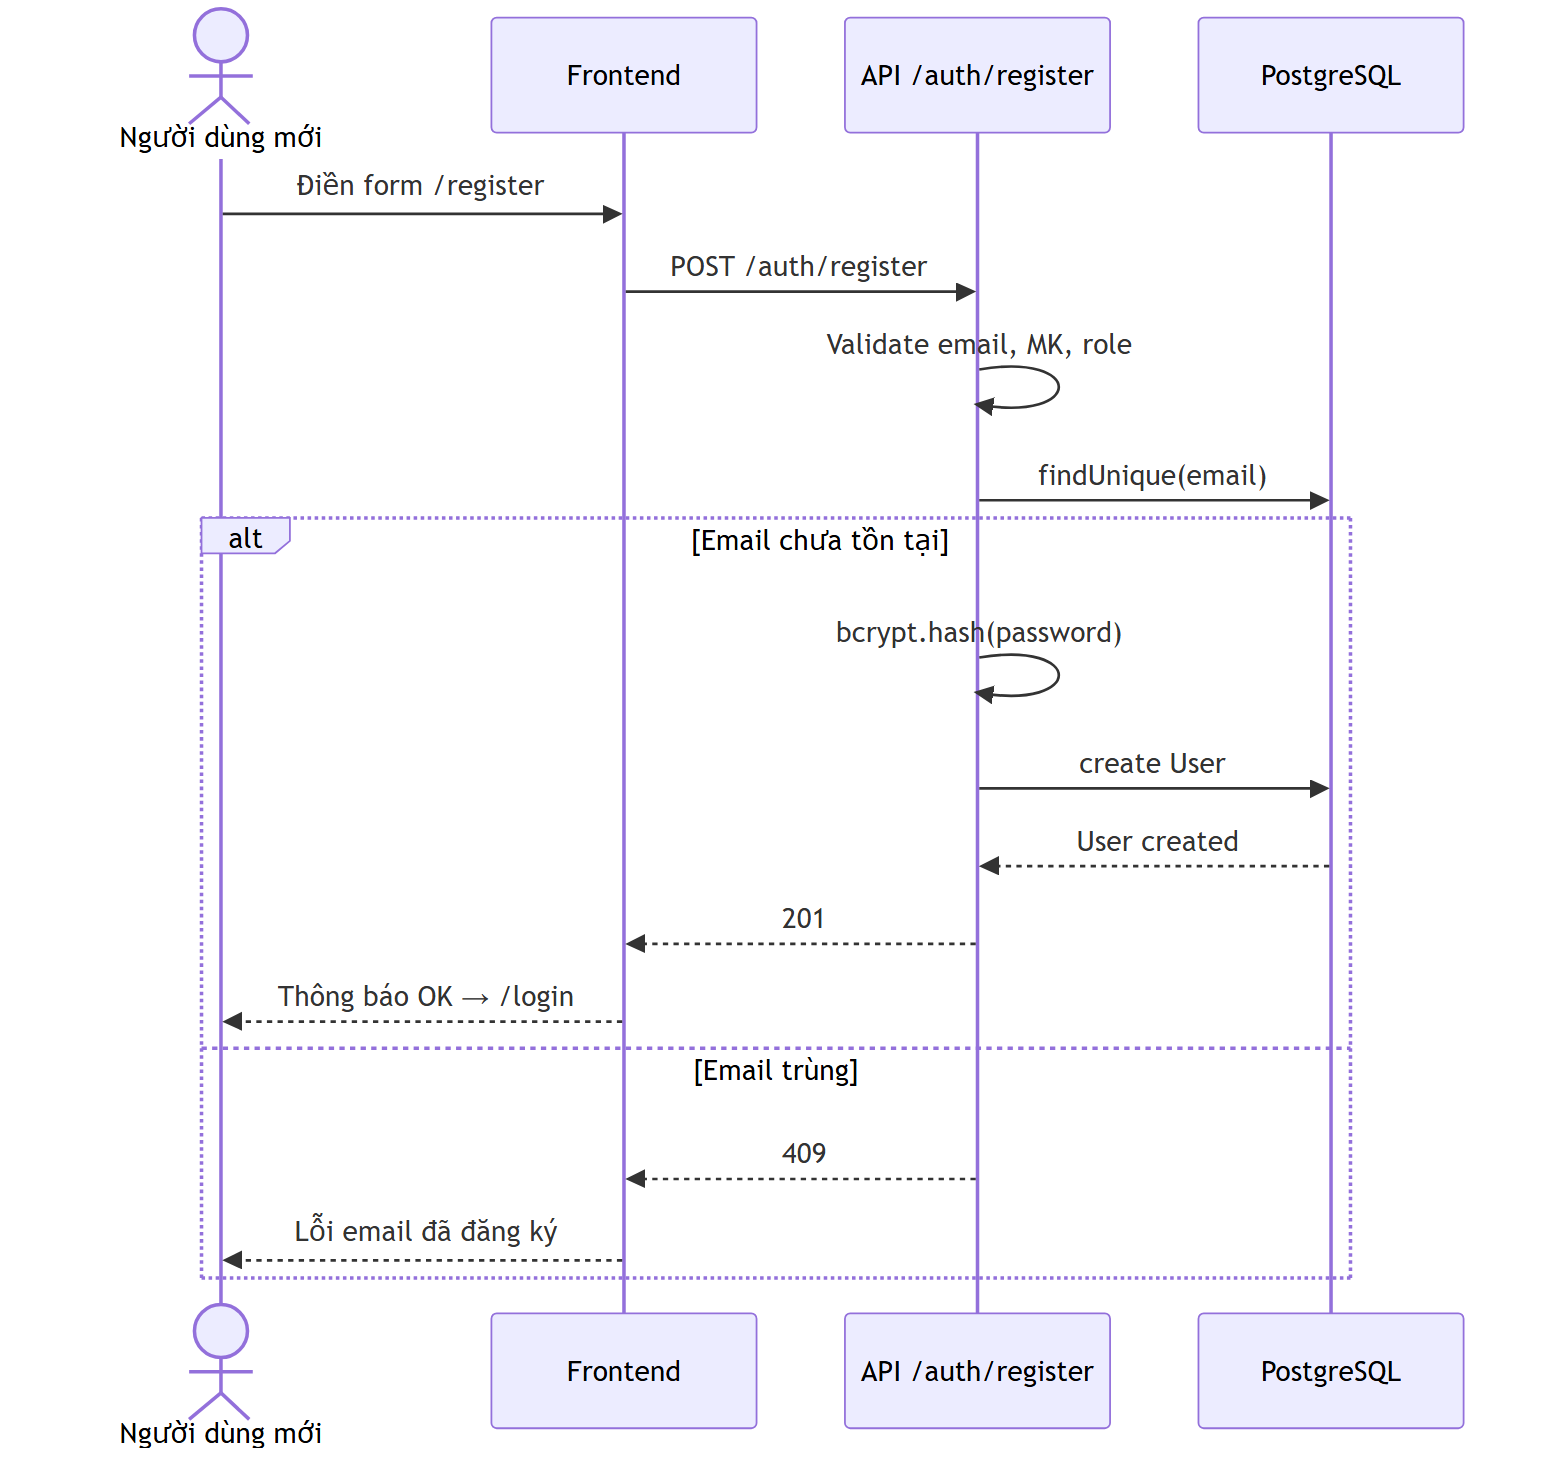 Người dùng mới
Frontend
API /auth/register
PostgreSQL
Điền form /register
POST /auth/register
Validate email, MK, role
findUnique(email)
alt
[Email chưa tồn tại]
bcrypt.hash(password)
create User
User created
201
Thông báo OK → /login
[Email trùng]
409
Lỗi email đã đăng ký
Người dùng mới
Frontend
API /auth/register
PostgreSQL